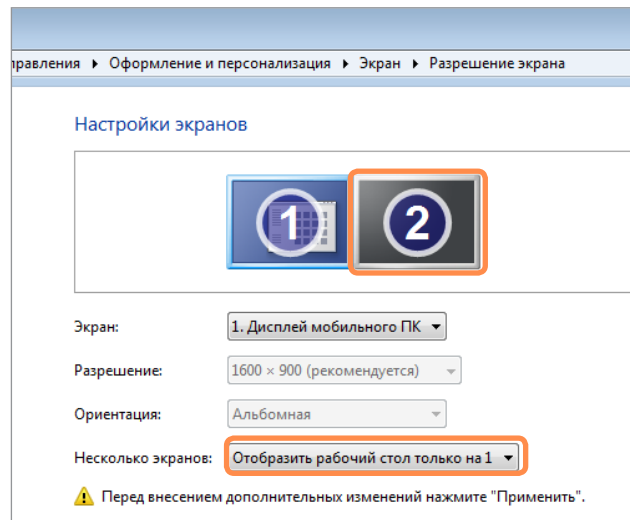 правления ▸ Оформление и персонализация ▸ Экран ▸ Разрешение экрана
Настройки экранов
1 2
Экран: 1. Дисплей мобильного ПК
Разрешение: 1600 × 900 (рекомендуется)
Ориентация: Альбомная
Несколько экранов: Отобразить рабочий стол только на 1
Перед внесением дополнительных изменений нажмите "Применить".